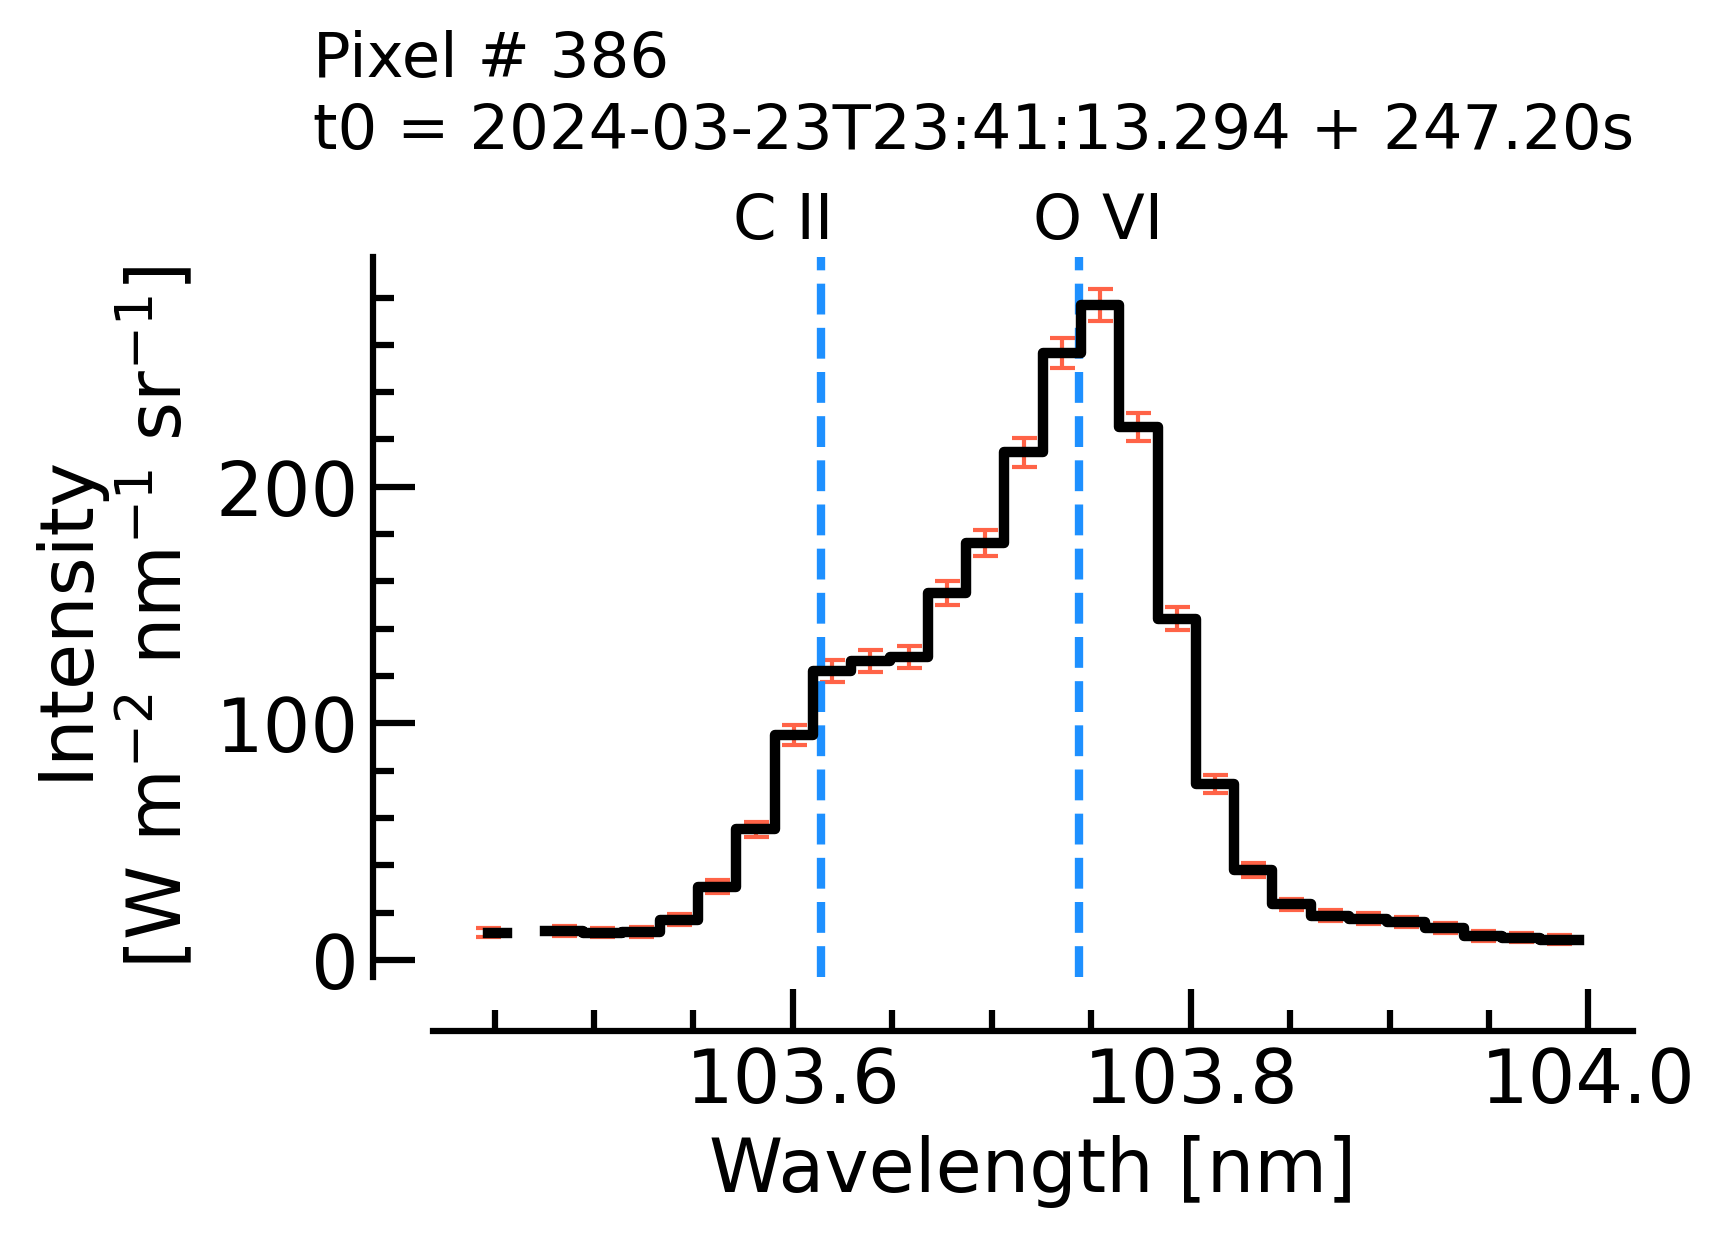 Pixel # 386
t0 = 2024-03-23T23:41:13.294 + 247.20s
C II
O VI
Intensity
[W m⁻² nm⁻¹ sr⁻¹]
200
100
0
103.6
103.8
104.0
Wavelength [nm]